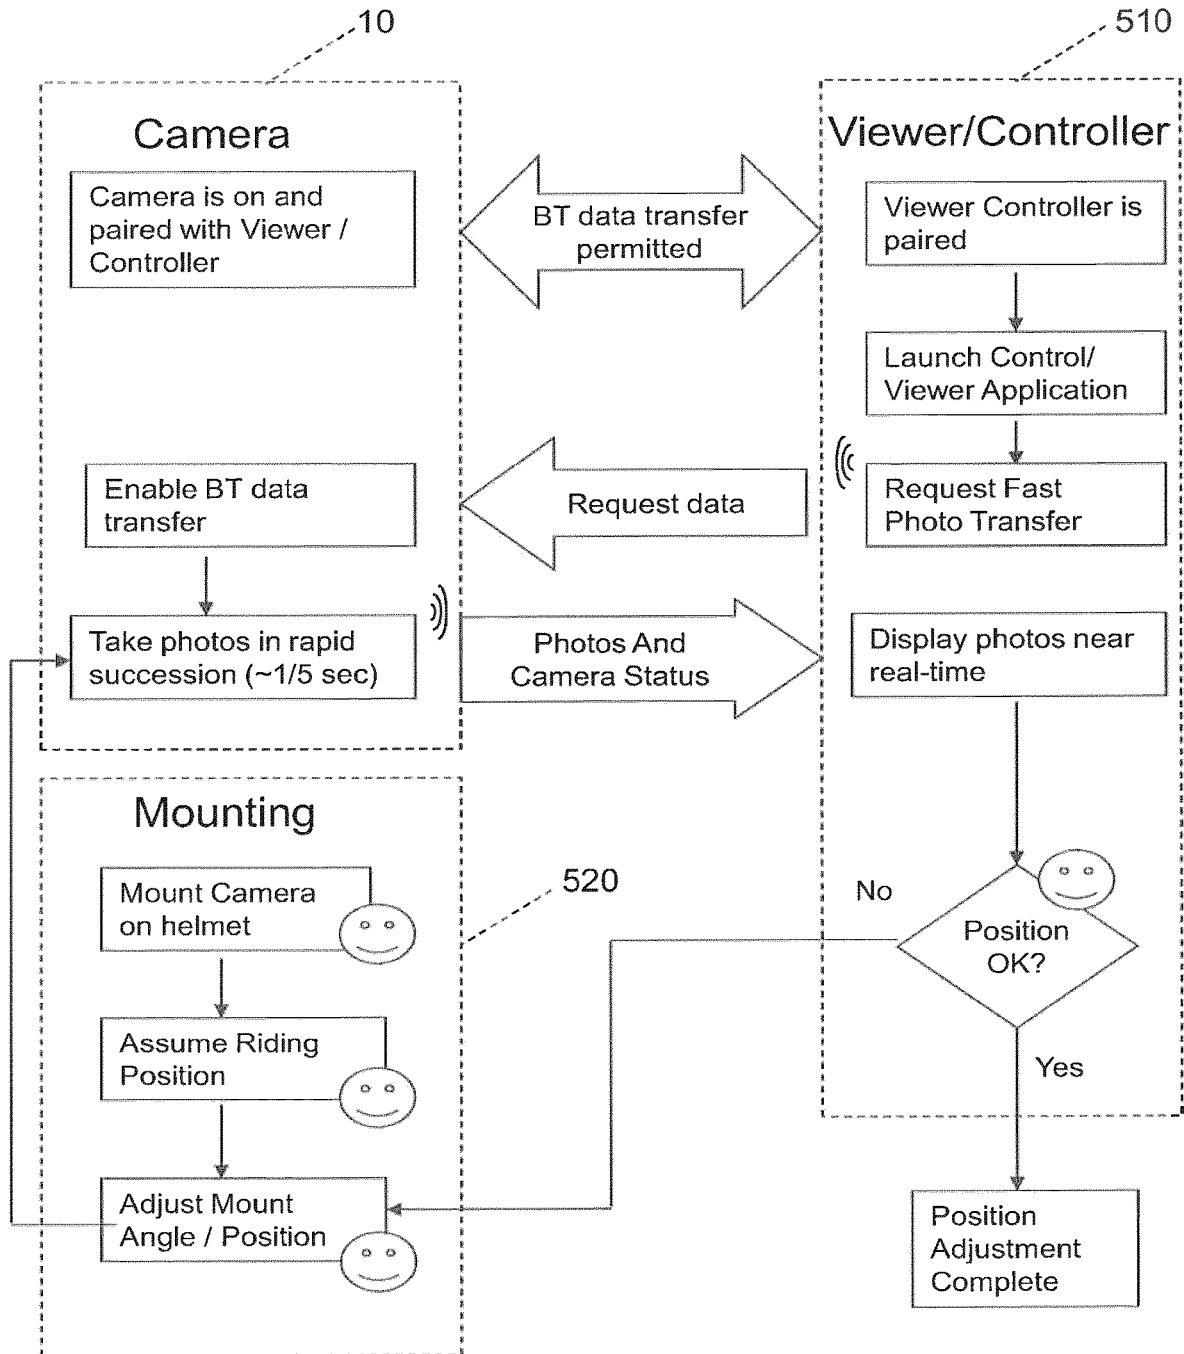 10
510
Camera
Camera is on and
paired with Viewer /
Controller
BT data transfer
permitted
Viewer/Controller
Viewer Controller is
paired
Launch Control/
Viewer Application
Enable BT data
transfer
Request data
Request Fast
Photo Transfer
Take photos in rapid
succession (~1/5 sec)
Photos And
Camera Status
Display photos near
real-time
Mounting
Mount Camera
on helmet
520
No
Position
OK?
Assume Riding
Position
Yes
Adjust Mount
Angle / Position
Position
Adjustment
Complete